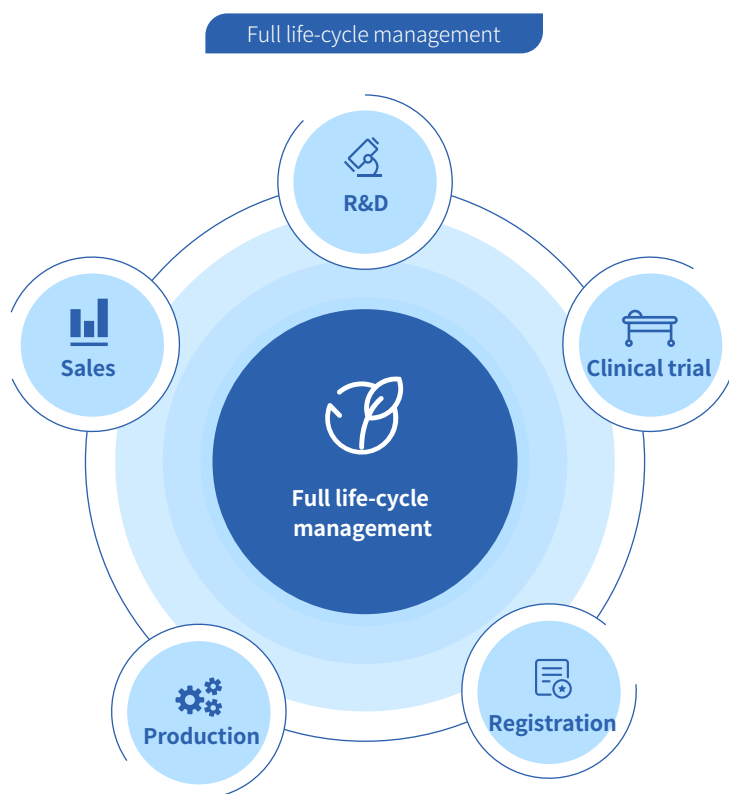 Full life-cycle management
R&D
Clinical trial
Sales
Full life-cycle
management
Registration
Production